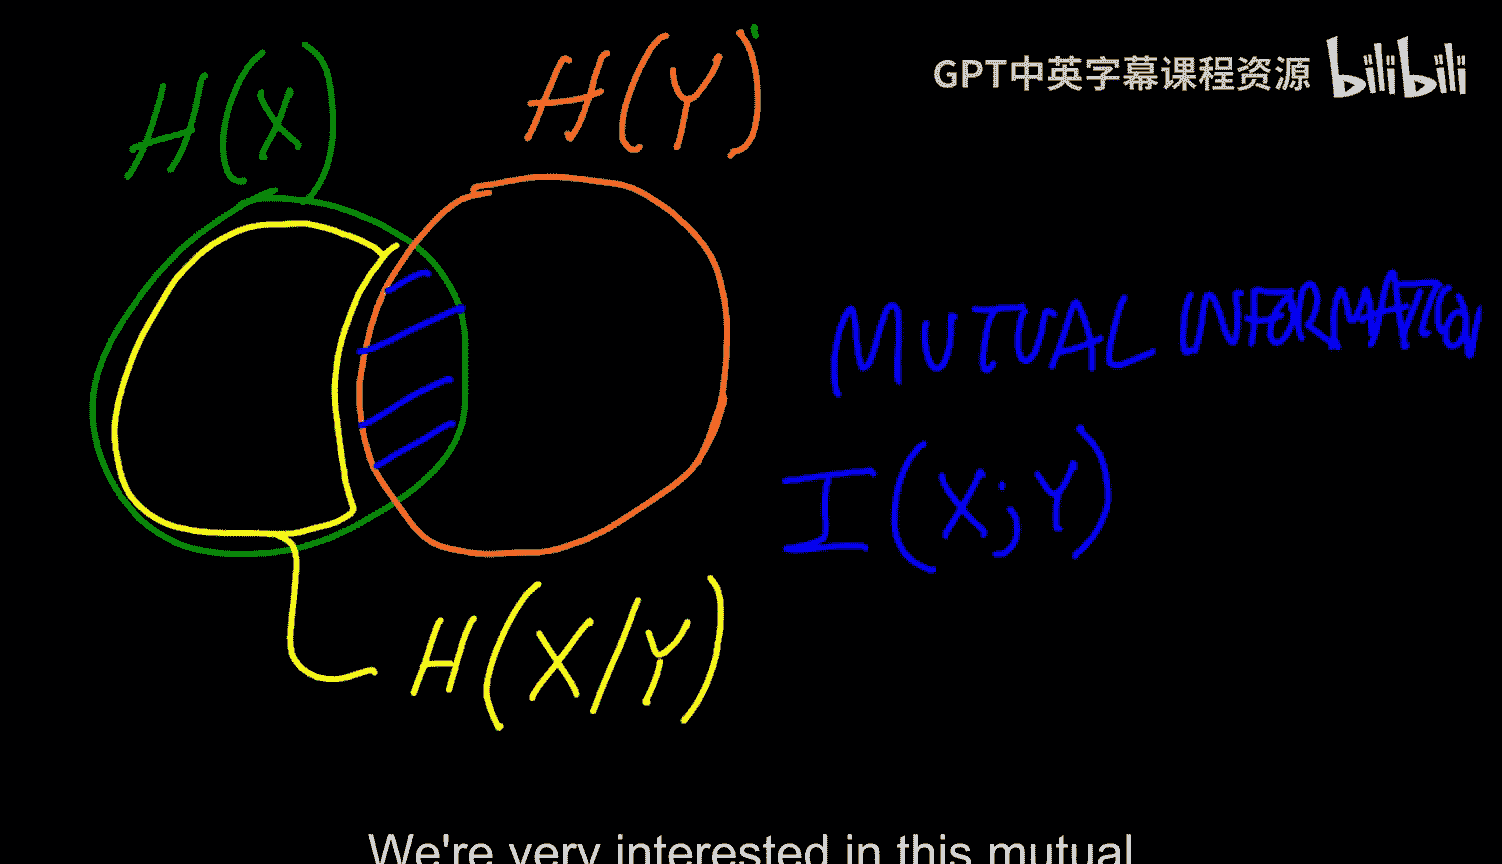 H(X)
H(Y)
GPT中英字幕课程资源 bilibili
MUTUAL INFORMATION
I(X;Y)
H(X/Y)
We're very interested in this mutual